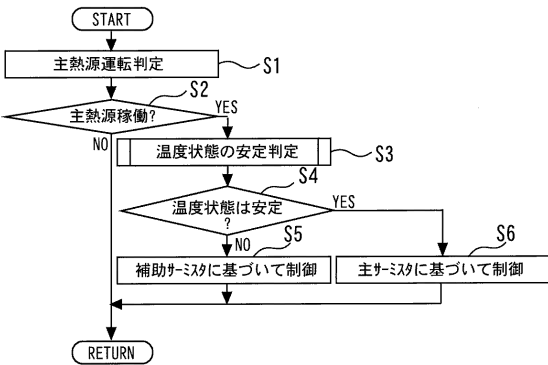 START
主熱源運転判定
S1
主熱源稼働?
S2
YES
NO
温度状態の安定判定
S3
温度状態は安定
?
S4
YES
NO
補助ｻｰﾐｽﾀに基づいて制御
S5
主ｻｰﾐｽﾀに基づいて制御
S6
RETURN